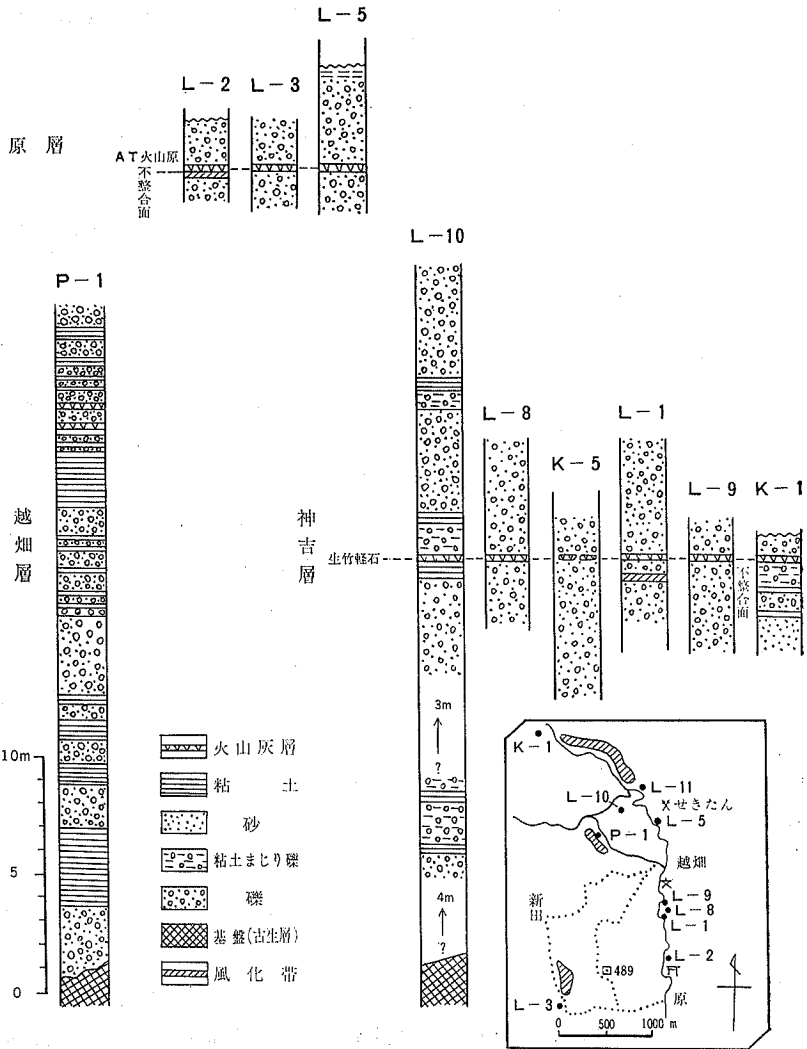 L-5
L-2
L-3
原層
AT火山原
不整合面
L-10
P-1
L-8
L-1
K-5
L-9
K-1
越畑層
神吉層
生竹軽石
不整合面
3m
?
4m
?
10m
5
0
火山灰層
粘土
砂
粘土まじり礫
礫
基盤(古生層)
風化帯
K-1
L-11
L-10
せきたん
L-5
P-1
越畑
新田
L-9
L-8
L-1
L-2
489
L-3
原
0 500 1000 m